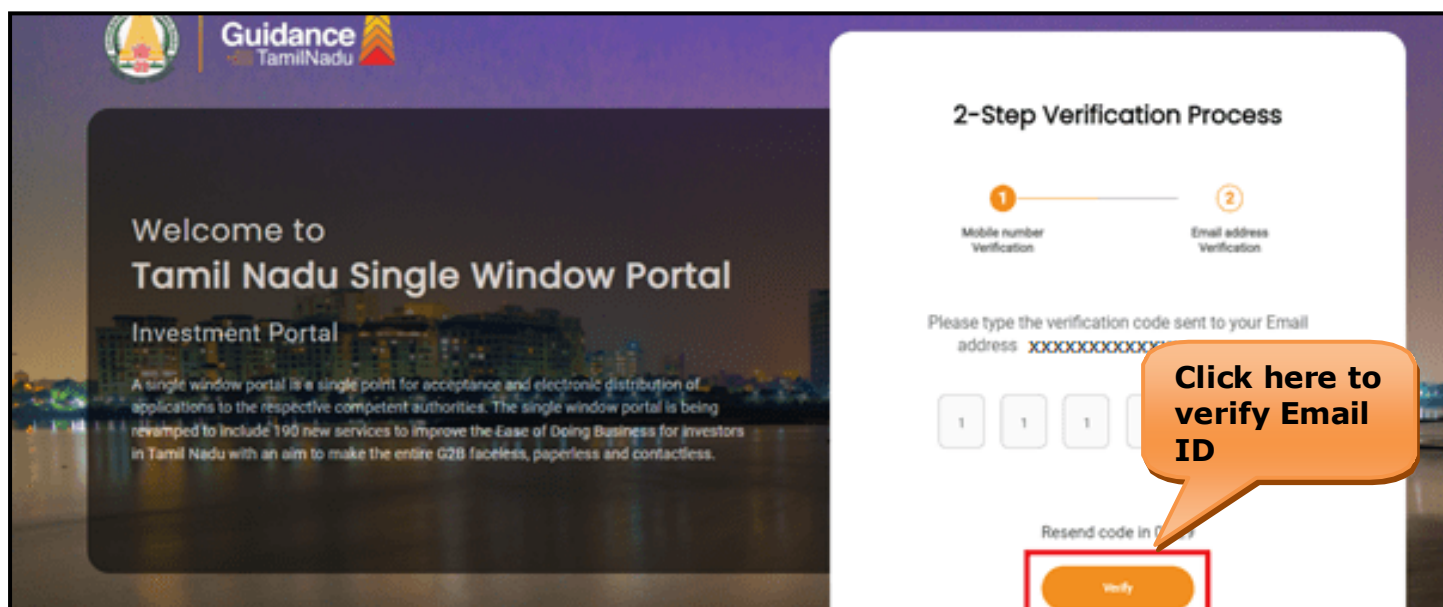 Guidance
TamilNadu
Welcome to
Tamil Nadu Single Window Portal
Investment Portal
A single window portal is a single point for acceptance and electronic distribution of
applications to the respective competent authorities. The single window portal is being
revamped to include 190 new services to improve the Ease of Doing Business for investors
in Tamil Nadu with an aim to make the entire G2B faceless, paperless and contactless.
2-Step Verification Process
1
2
Mobile number
Verification
Email address
Verification
Please type the verification code sent to your Email
address xxxxxxxxxxxx
1 1 1
Click here to
verify Email
ID
Resend code in
Verify